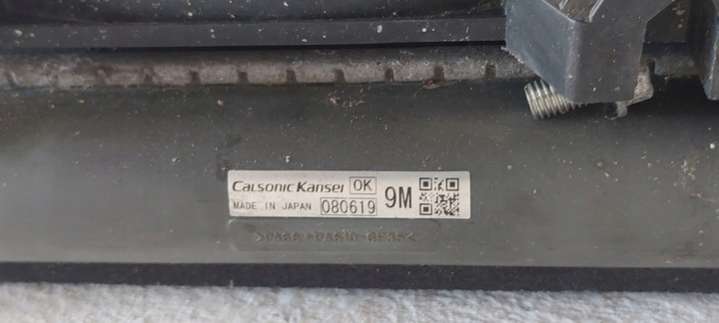 CALSONIC KANSEI OK
MADE IN JAPAN 080619 9M